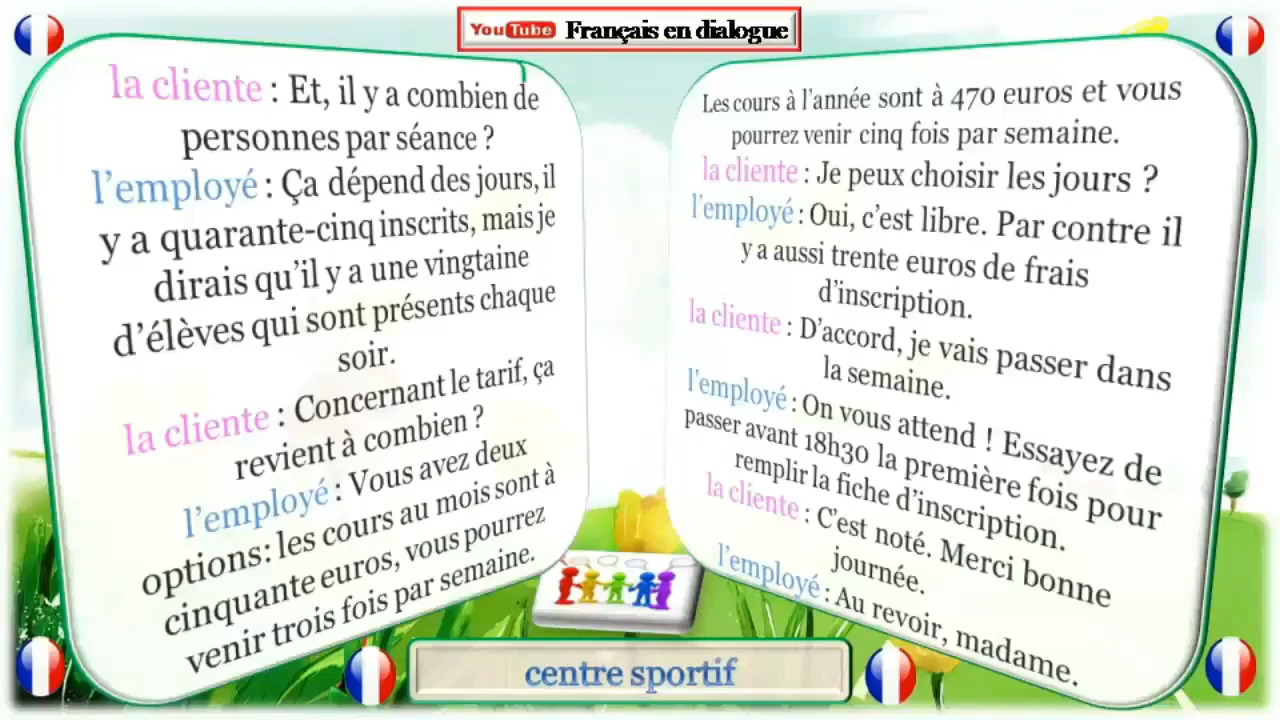 YouTube Français en dialogue
la cliente : Et, il y a combien de
personnes par séance ?
l'employé : Ça dépend des jours, il
y a quarante-cinq inscrits, mais je
dirais qu'il y a une vingtaine
d'élèves qui sont présents chaque
soir.
la cliente : Concernant le tarif, ça
revient à combien ?
l'employé : Vous avez deux
options: les cours au mois sont à
cinquante euros, vous pourrez
venir trois fois par semaine.
Les cours à l'année sont à 470 euros et vous
pourrez venir cinq fois par semaine.
la cliente : Je peux choisir les jours ?
l'employé : Oui, c'est libre. Par contre il
y a aussi trente euros de frais
d'inscription.
la cliente : D'accord, je vais passer dans
la semaine.
l'employé : On vous attend ! Essayez de
passer avant 18h30 la première fois pour
remplir la fiche d'inscription.
la cliente : C'est noté. Merci bonne
journée.
l'employé : Au revoir, madame.
centre sportif